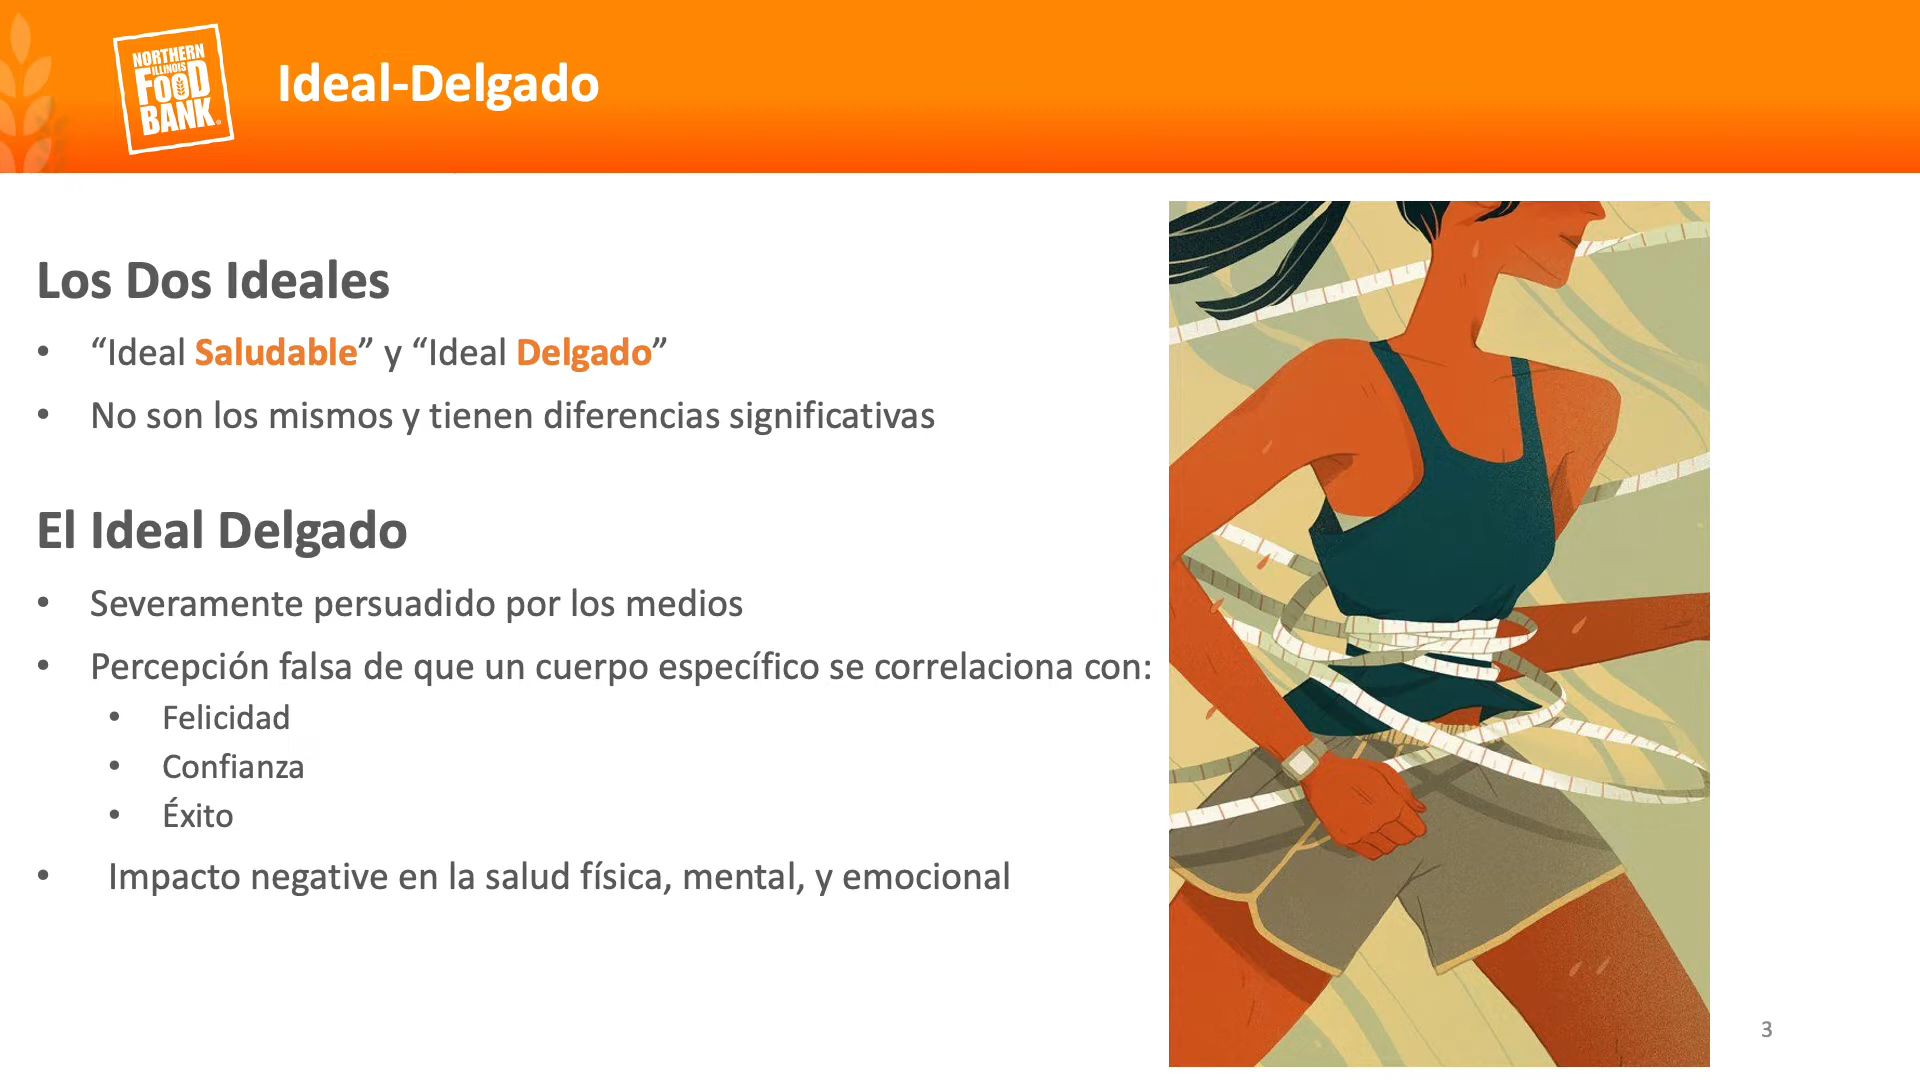 NORTHERN
ILLINOIS
FOOD
BANK
Ideal-Delgado
Los Dos Ideales
• “Ideal Saludable” y “Ideal Delgado”
• No son los mismos y tienen diferencias significativas
El Ideal Delgado
• Severamente persuadido por los medios
• Percepción falsa de que un cuerpo específico se correlaciona con:
• Felicidad
• Confianza
• Éxito
• Impacto negative en la salud física, mental, y emocional
3